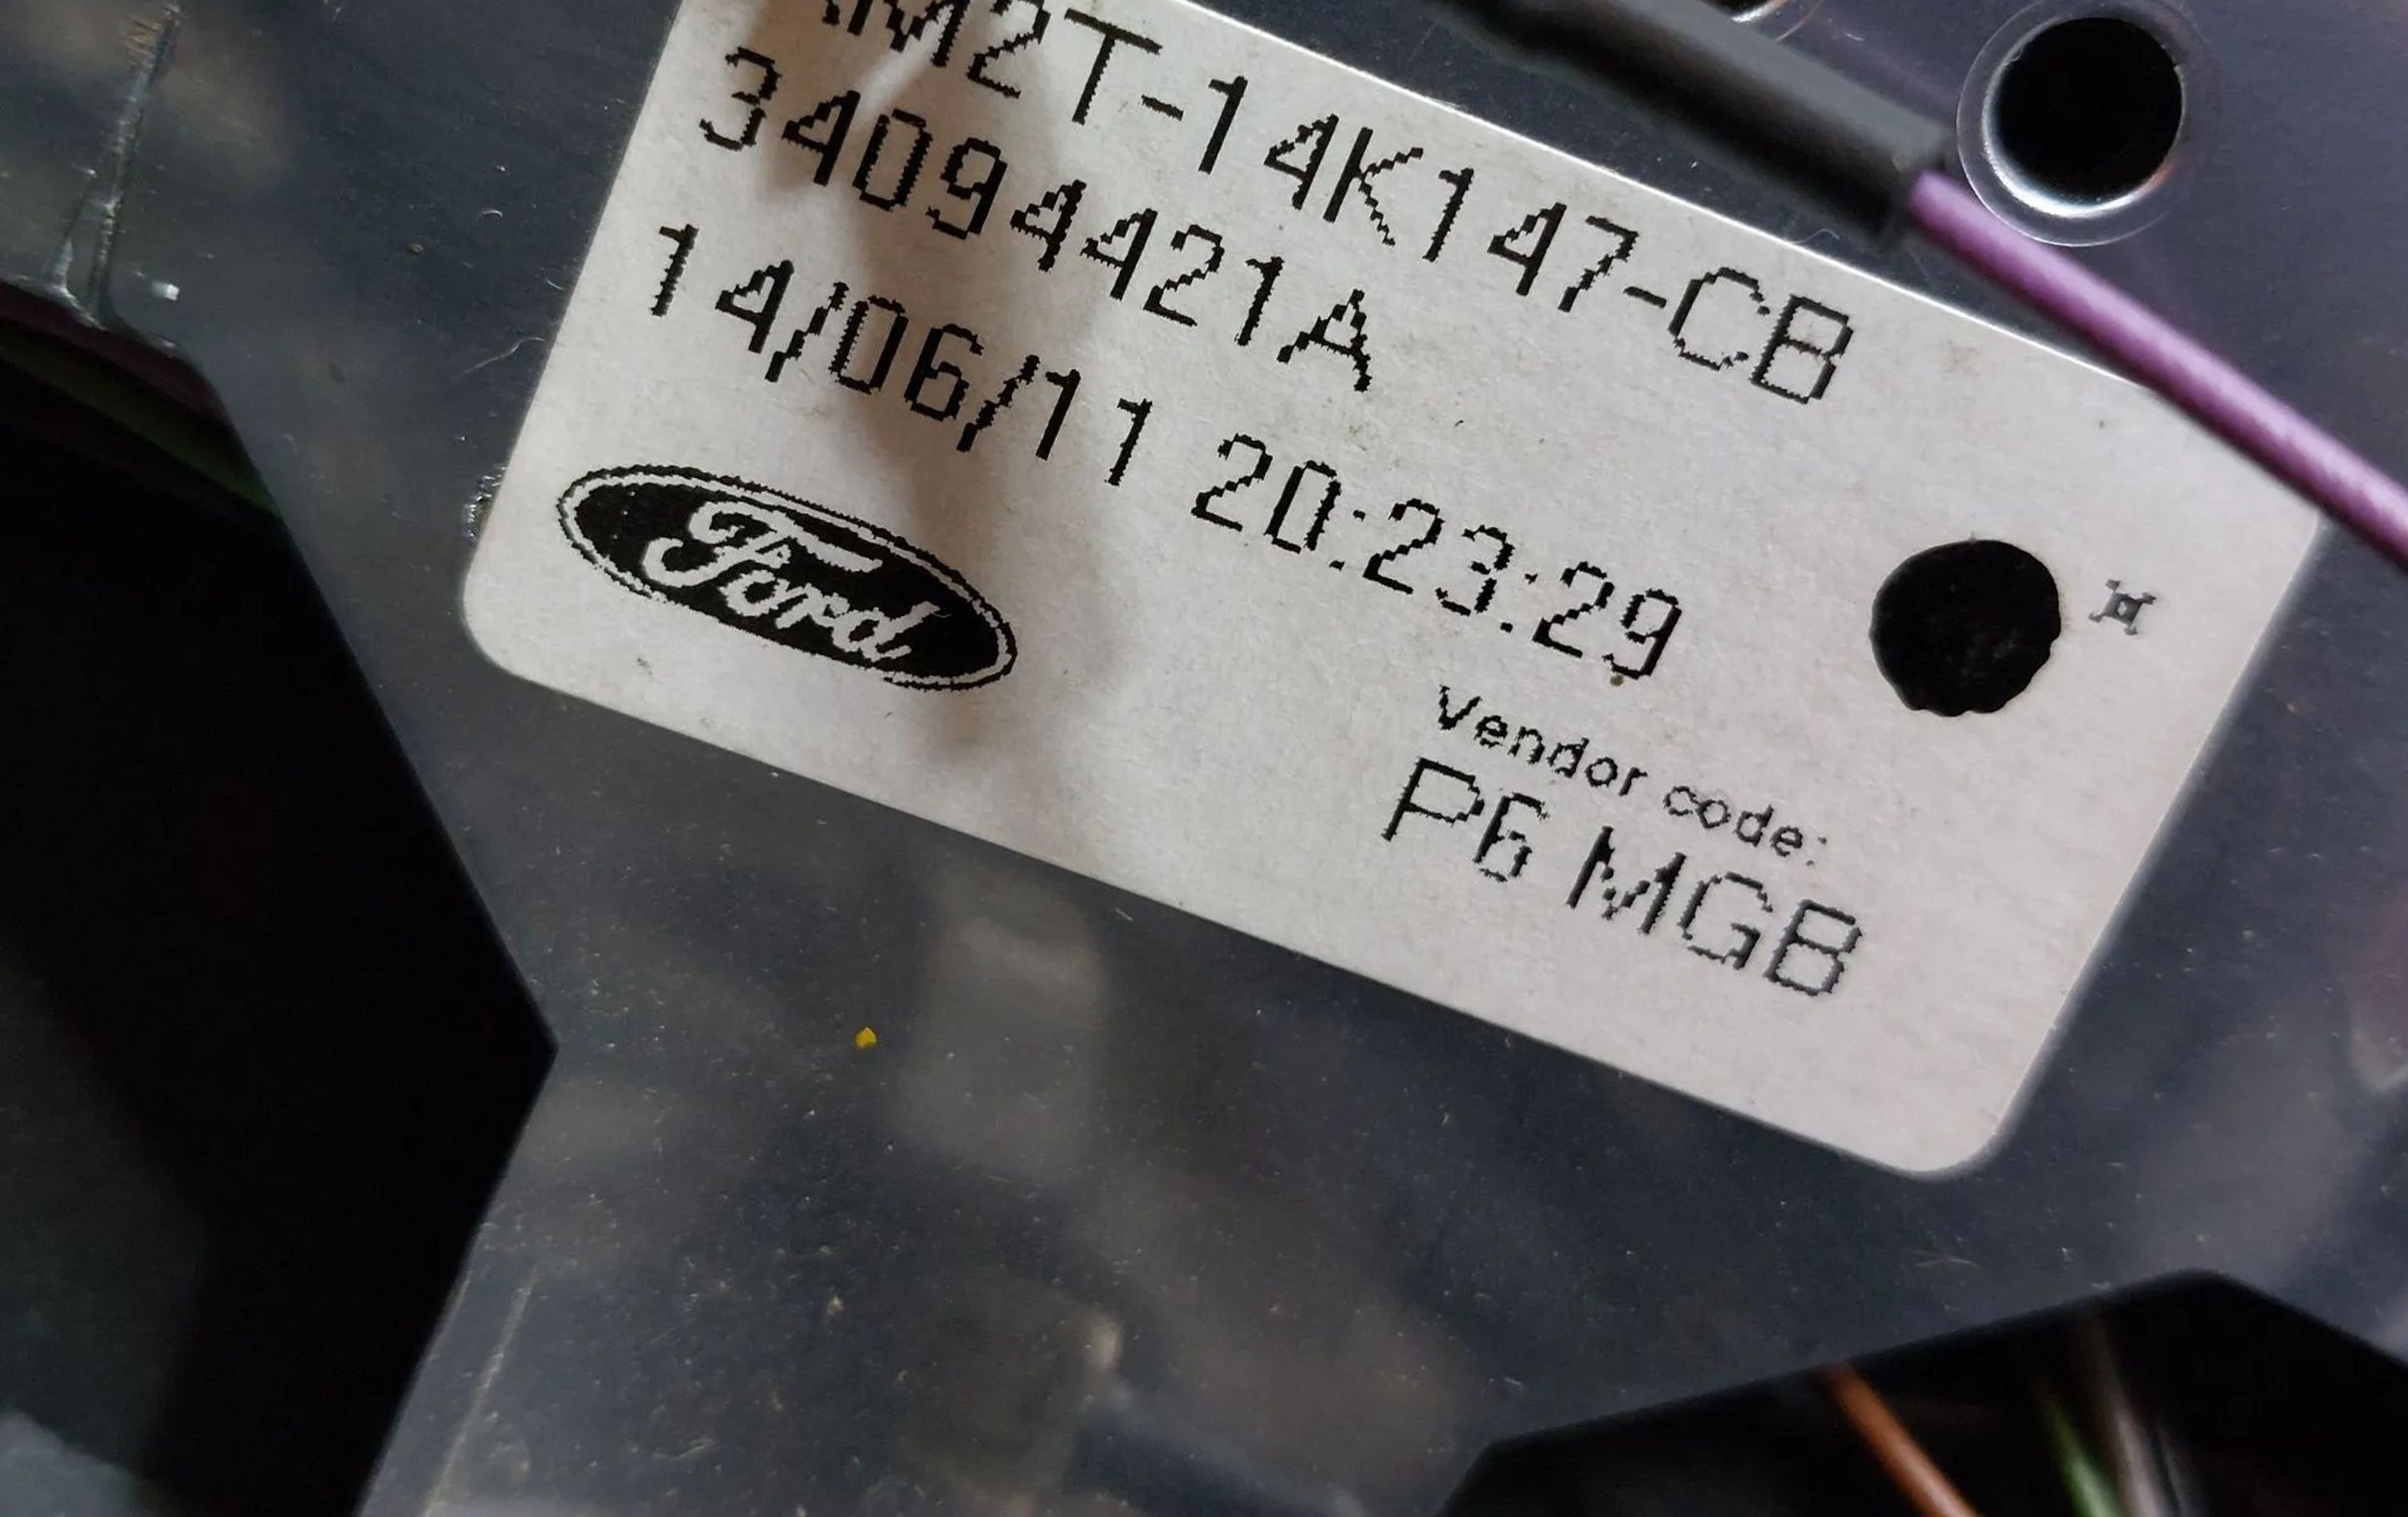 M2T-14K147-CB
34094421A
14/06/11 20:23:29
Ford
Vendor code:
P6 MGB